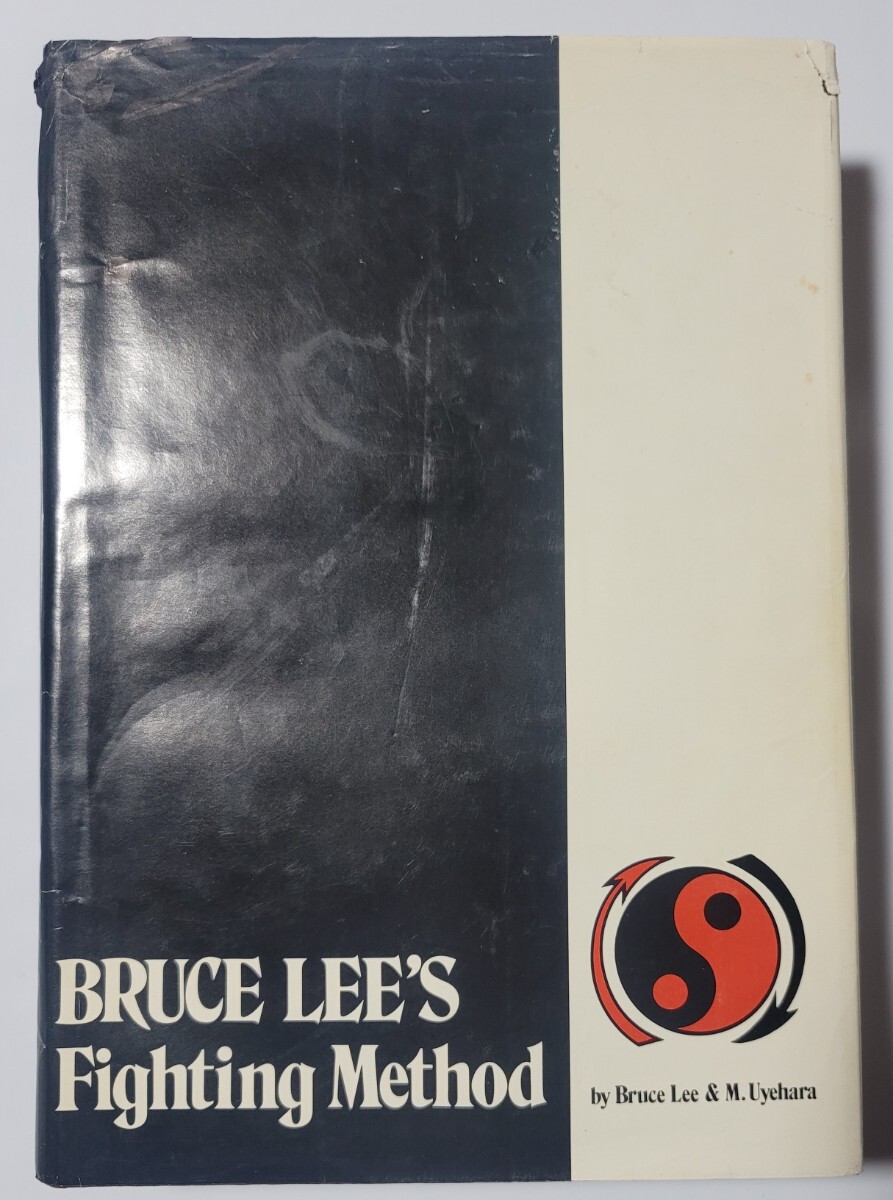 BRUCE LEE'S
Fighting Method
by Bruce Lee & M. Uyehara